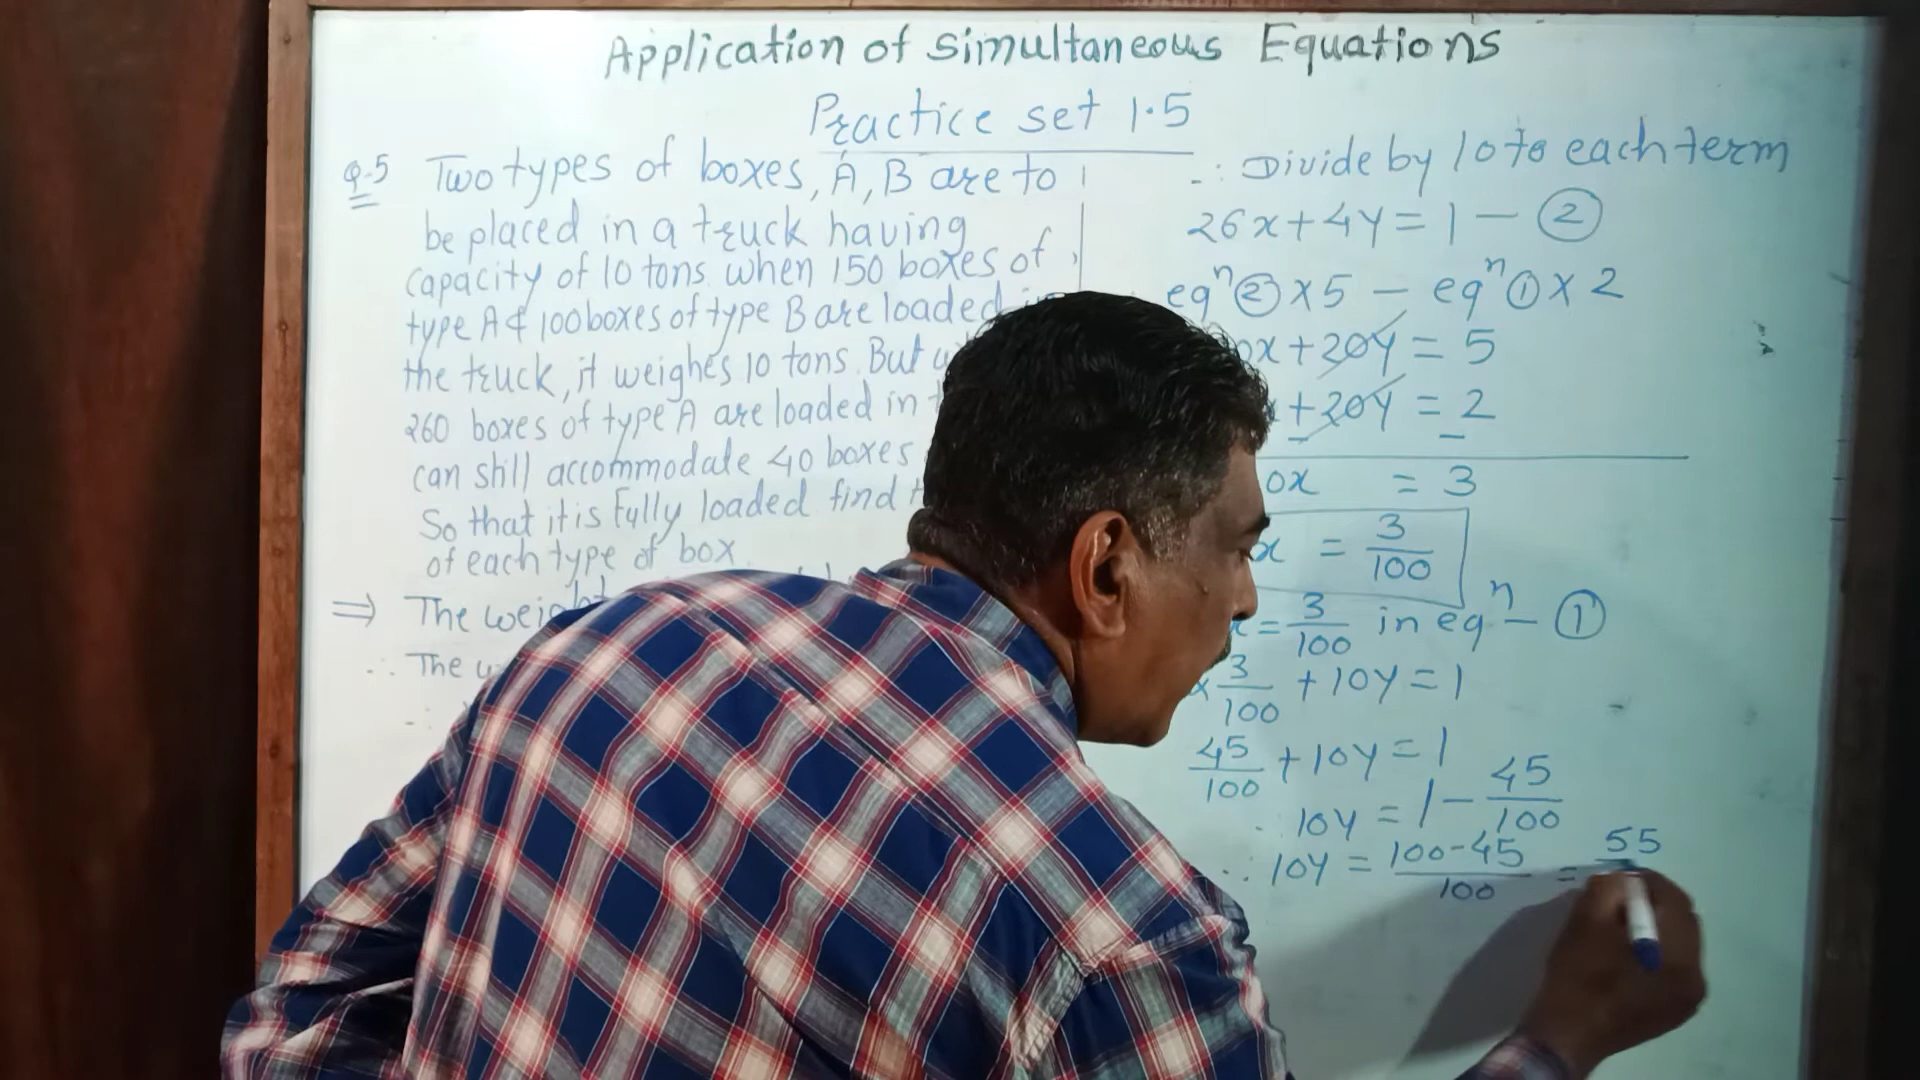 Application of Simultaneous Equations
Practice set 1.5
Q.5 Two types of boxes, A, B are to
be placed in a truck having
capacity of 10 tons. when 150 boxes of
type A & 100 boxes of type B are loaded in
the truck, it weighes 10 tons. But
260 boxes of type A are loaded in
can still accommodate 40 boxes
So that it is Fully loaded find
of each type of box.
⇒ The weight
∴ The
∴ Divide by 10 to each term
26x + 4y = 1 — ②
eqⁿ ② × 5 — eqⁿ ① × 2
0x + 20y = 5
+ 20y = 2
0x = 3
x = 3/100
x = 3/100 in eqⁿ — ①
× 3/100 + 10y = 1
45/100 + 10y = 1
∴ 10y = 1 - 45/100
∴ 10y = 100-45/100 = 55